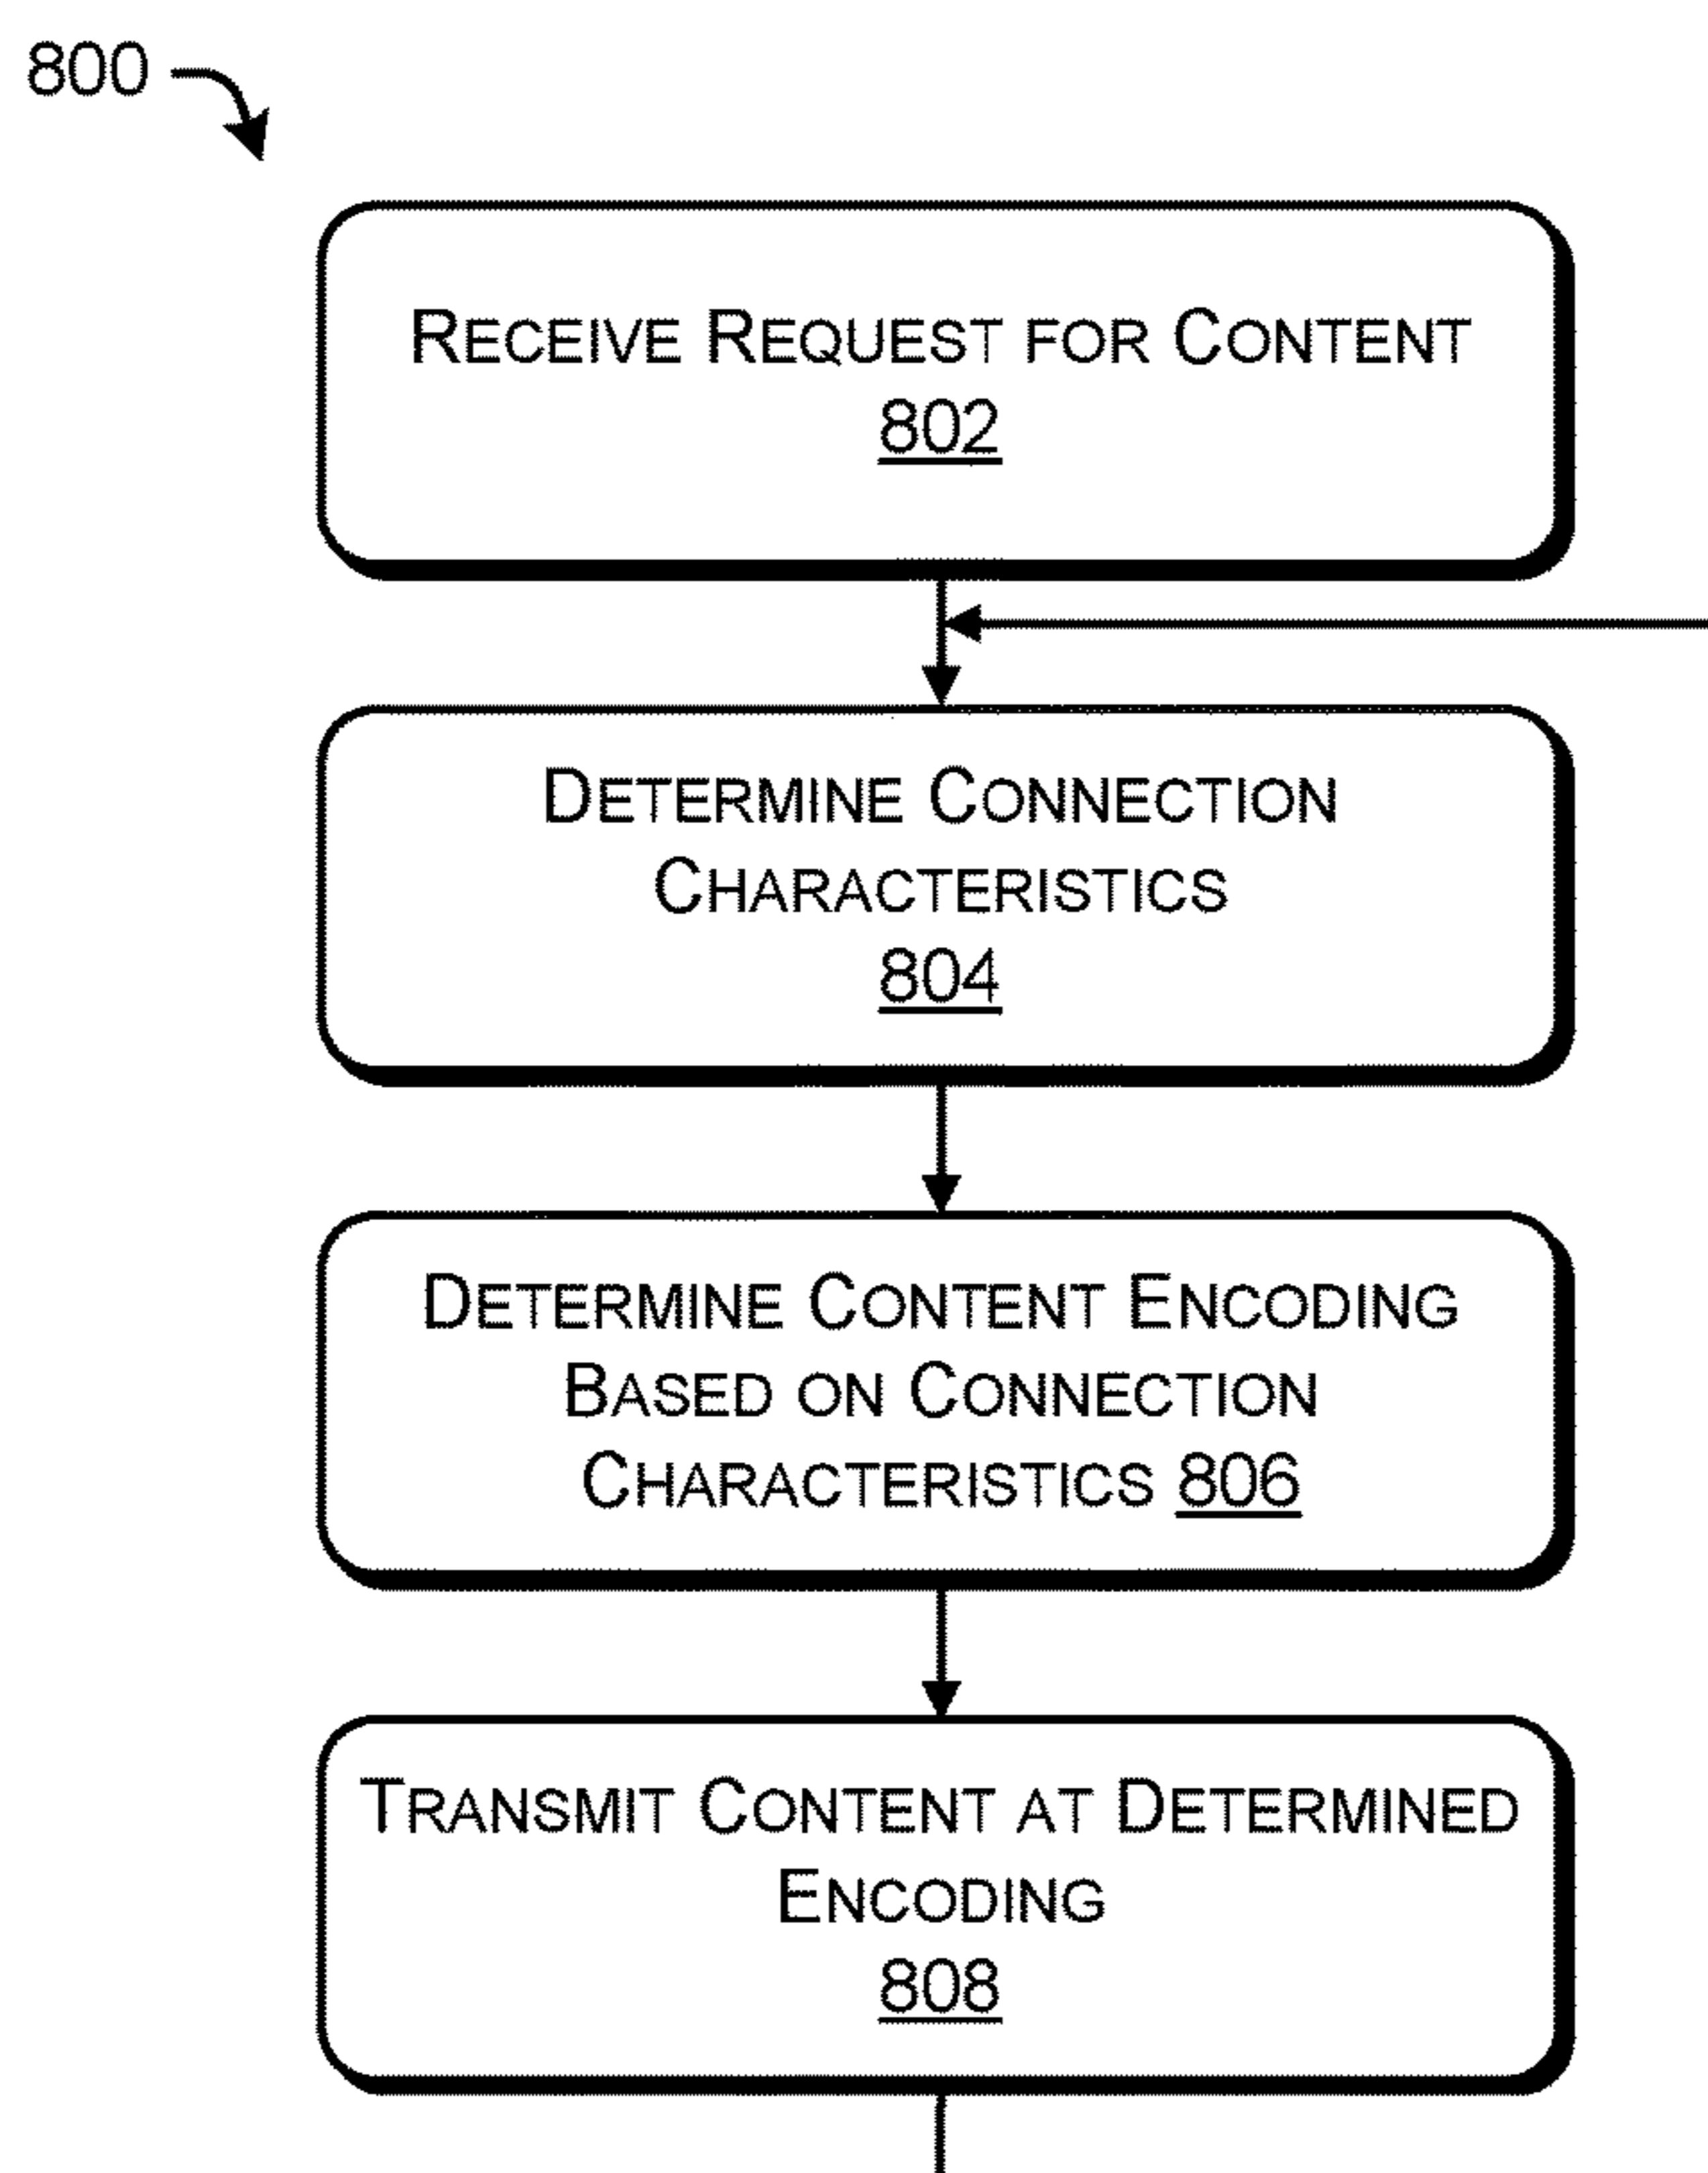 800
RECEIVE REQUEST FOR CONTENT
802
DETERMINE CONNECTION
CHARACTERISTICS
804
DETERMINE CONTENT ENCODING
BASED ON CONNECTION
CHARACTERISTICS 806
TRANSMIT CONTENT AT DETERMINED
ENCODING
808